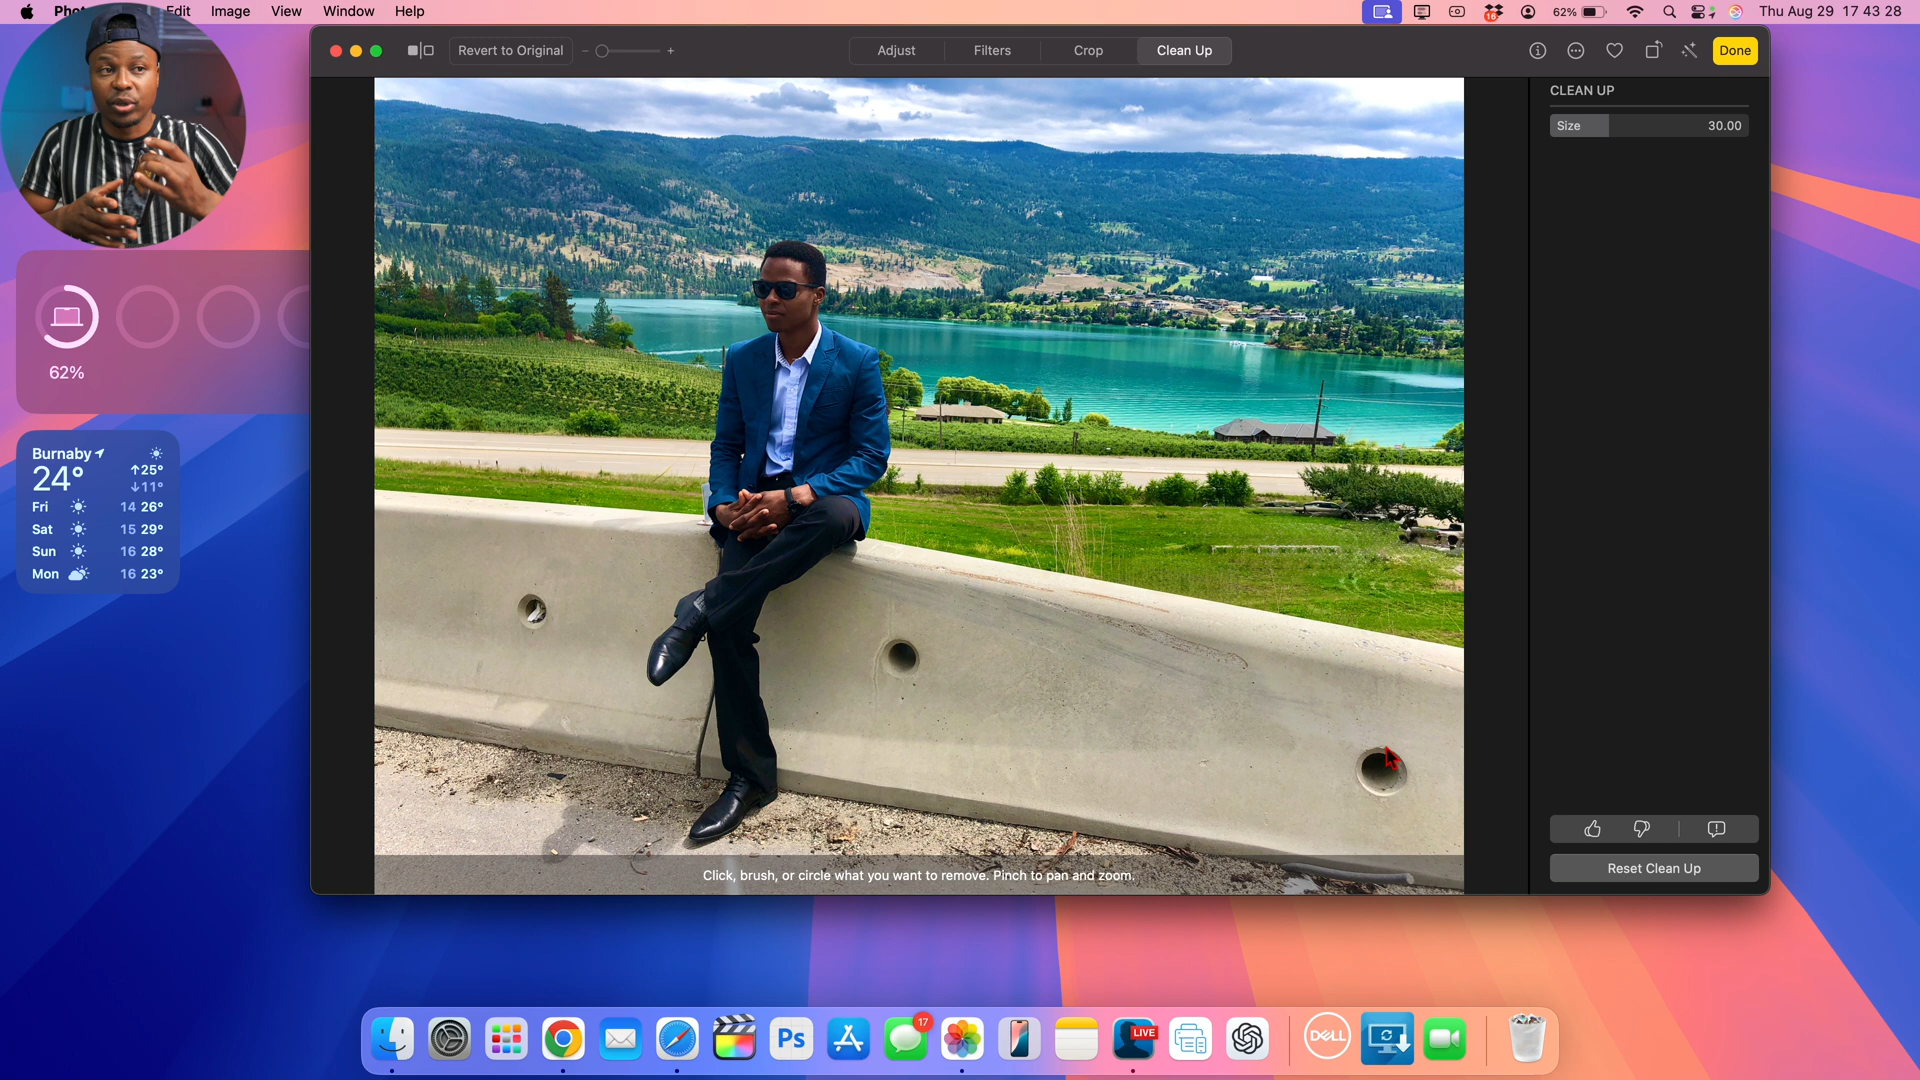 Edit Image View Window Help
16
62%
Thu Aug 29 17 43 28
Revert to Original
Adjust Filters Crop Clean Up
Done
CLEAN UP
Size 30.00
62%
Burnaby
24°
↑25°
↓11°
Fri 14 26°
Sat 15 29°
Sun 16 28°
Mon 16 23°
Click, brush, or circle what you want to remove. Pinch to pan and zoom.
Reset Clean Up
Ps
17
LIVE
DELL